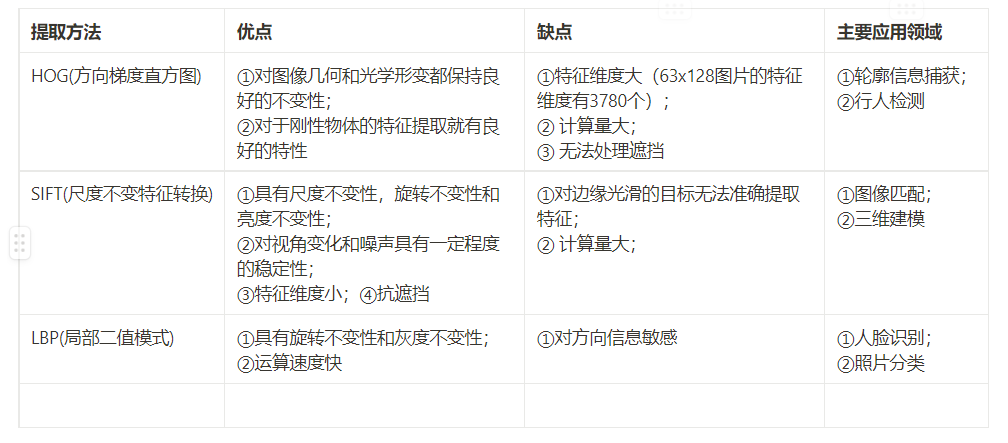 提取方法 优点 缺点 主要应用领域
HOG(方向梯度直方图)
①对图像几何和光学形变都保持良
好的不变性；
②对于刚性物体的特征提取就有良
好的特性
①特征维度大（63x128图片的特征
维度有3780个）；
② 计算量大；
③ 无法处理遮挡
①轮廓信息捕获；
②行人检测
SIFT(尺度不变特征转换)
①具有尺度不变性，旋转不变性和
亮度不变性；
②对视角变化和噪声具有一定程度
的稳定性；
③特征维度小；④抗遮挡
①对边缘光滑的目标无法准确提取
特征；
② 计算量大；
①图像匹配；
②三维建模
LBP(局部二值模式)
①具有旋转不变性和灰度不变性；
②运算速度快
①对方向信息敏感
①人脸识别；
②照片分类